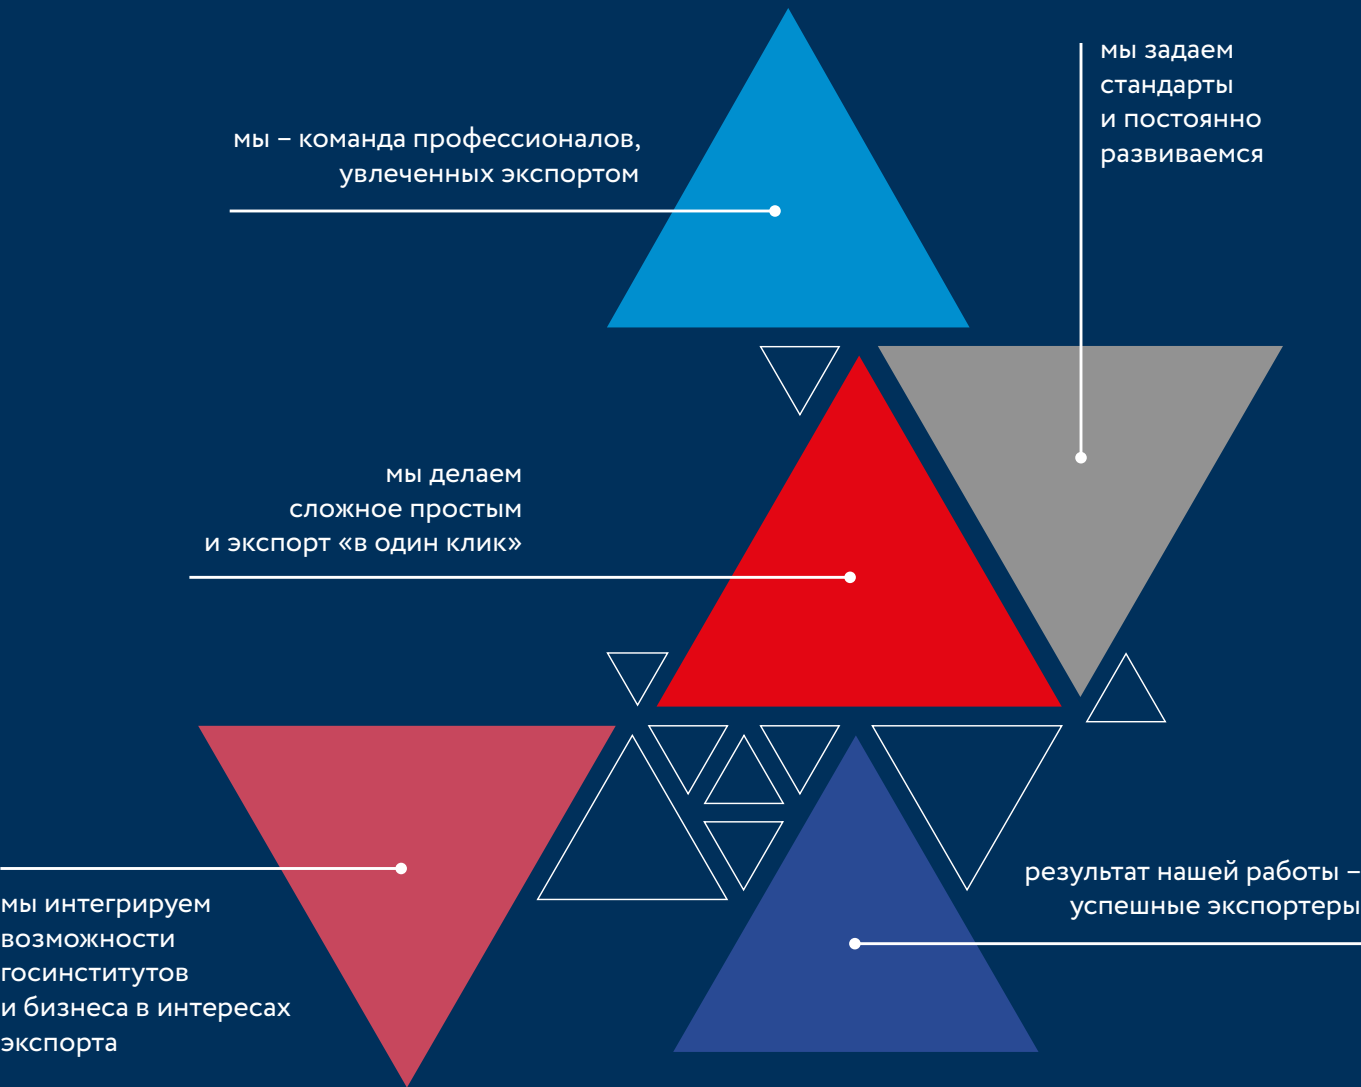 мы – команда профессионалов,
увлеченных экспортом
мы задаем
стандарты
и постоянно
развиваемся
мы делаем
сложное простым
и экспорт «в один клик»
мы интегрируем
возможности
госинститутов
и бизнеса в интересах
экспорта
результат нашей работы –
успешные экспортеры